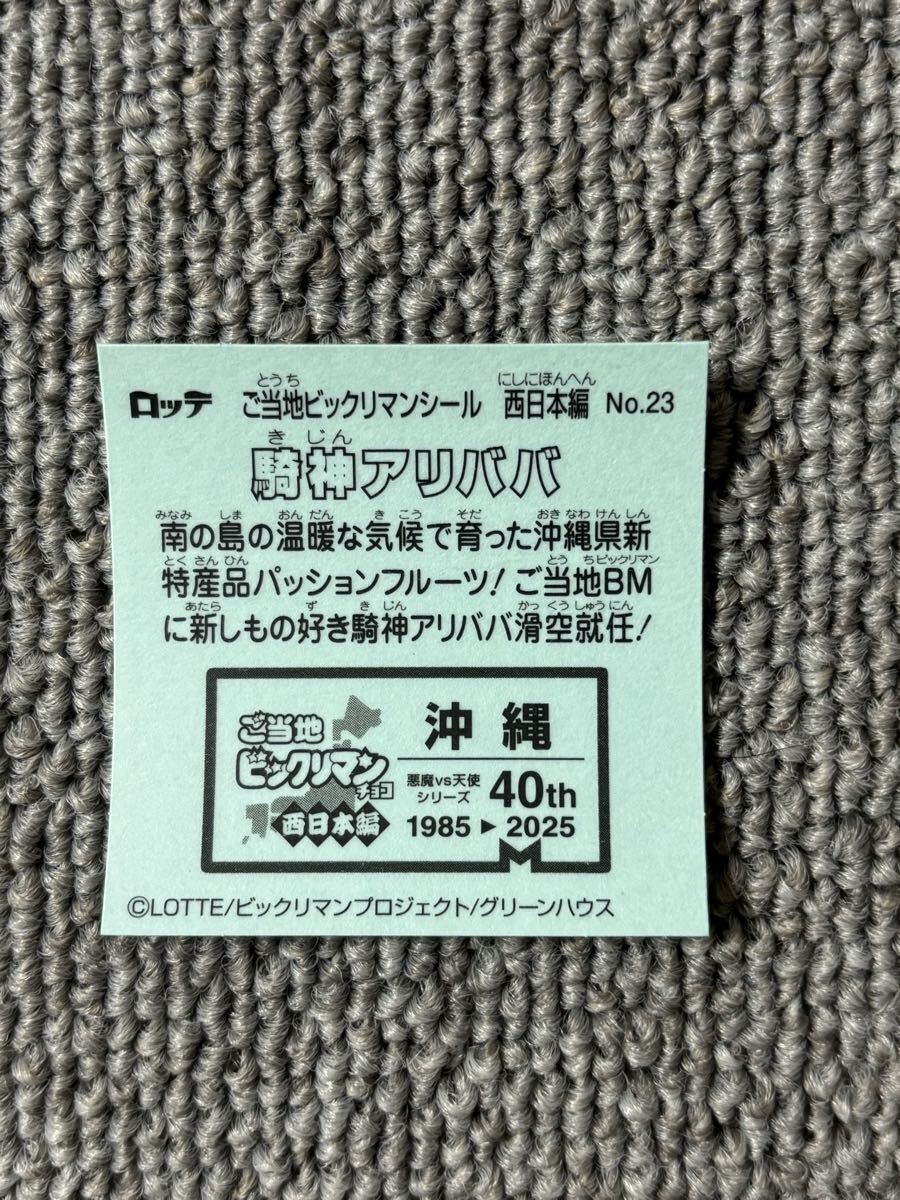 ロッテ ご当地ビックリマンシール 西日本編 No.23
とうち にしにほんへん
きじん
騎神アリババ
みなみ しま おんだん きこう そだ おきなわけんしん
南の島の温暖な気候で育った沖縄県新
とくさんひん とう ちビックリマン
特産品パッションフルーツ!ご当地BM
あたら ず きじん かっくうしゅうにん
に新しもの好き騎神アリババ滑空就任!
ご当地
ビックリマン
チョコ
西日本編
沖縄
悪魔vs天使
シリーズ 40th
1985▶2025
©LOTTE/ビックリマンプロジェクト/グリーンハウス